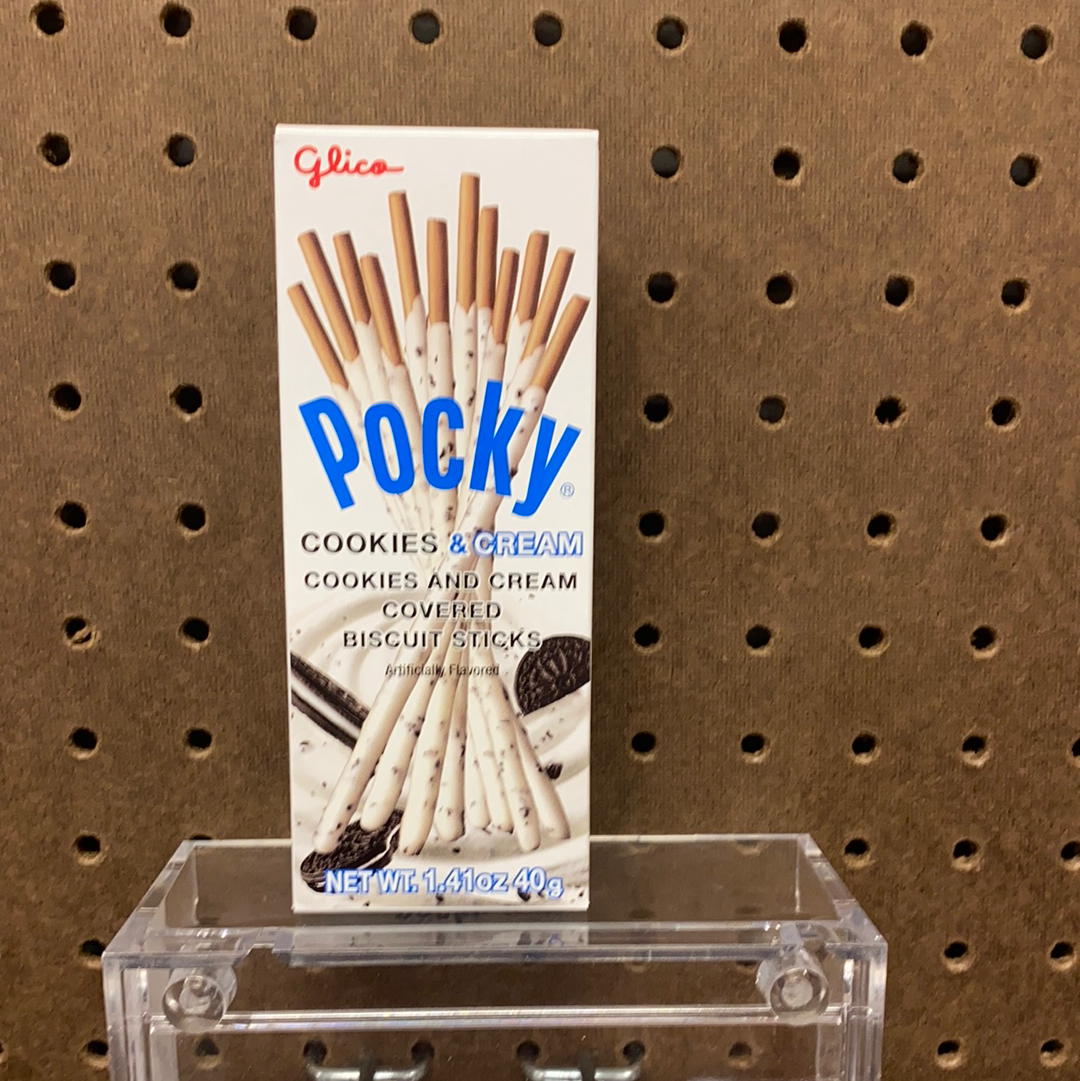 Glico
Pocky®
COOKIES & CREAM
COOKIES AND CREAM
COVERED
BISCUIT STICKS
Artificially Flavored
NET WT. 1.41oz 40g